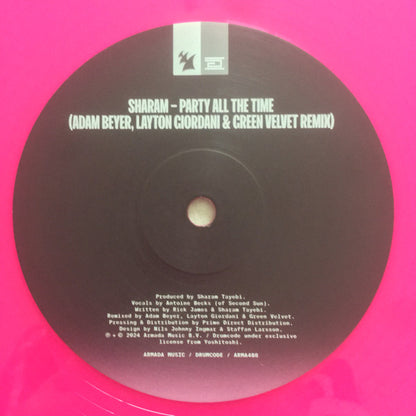 SHARAM – PARTY ALL THE TIME
(ADAM BEYER, LAYTON GIORDANI & GREEN VELVET REMIX)
Produced by Sharam Tayebi.
Vocals by Antoine Becks (of Second Sun).
Written by Rick James & Sharam Tayebi.
Remixed by Adam Beyer, Layton Giordani & Green Velvet.
Pressing & Distribution by Prime Direct Distribution.
Design by Nils Johnny Ingmar & Staffan Larsson.
℗ + © 2024 Armada Music B.V. / Drumcode under exclusive
license from Yoshitoshi.
ARMADA MUSIC / DRUMCODE / ARMA488